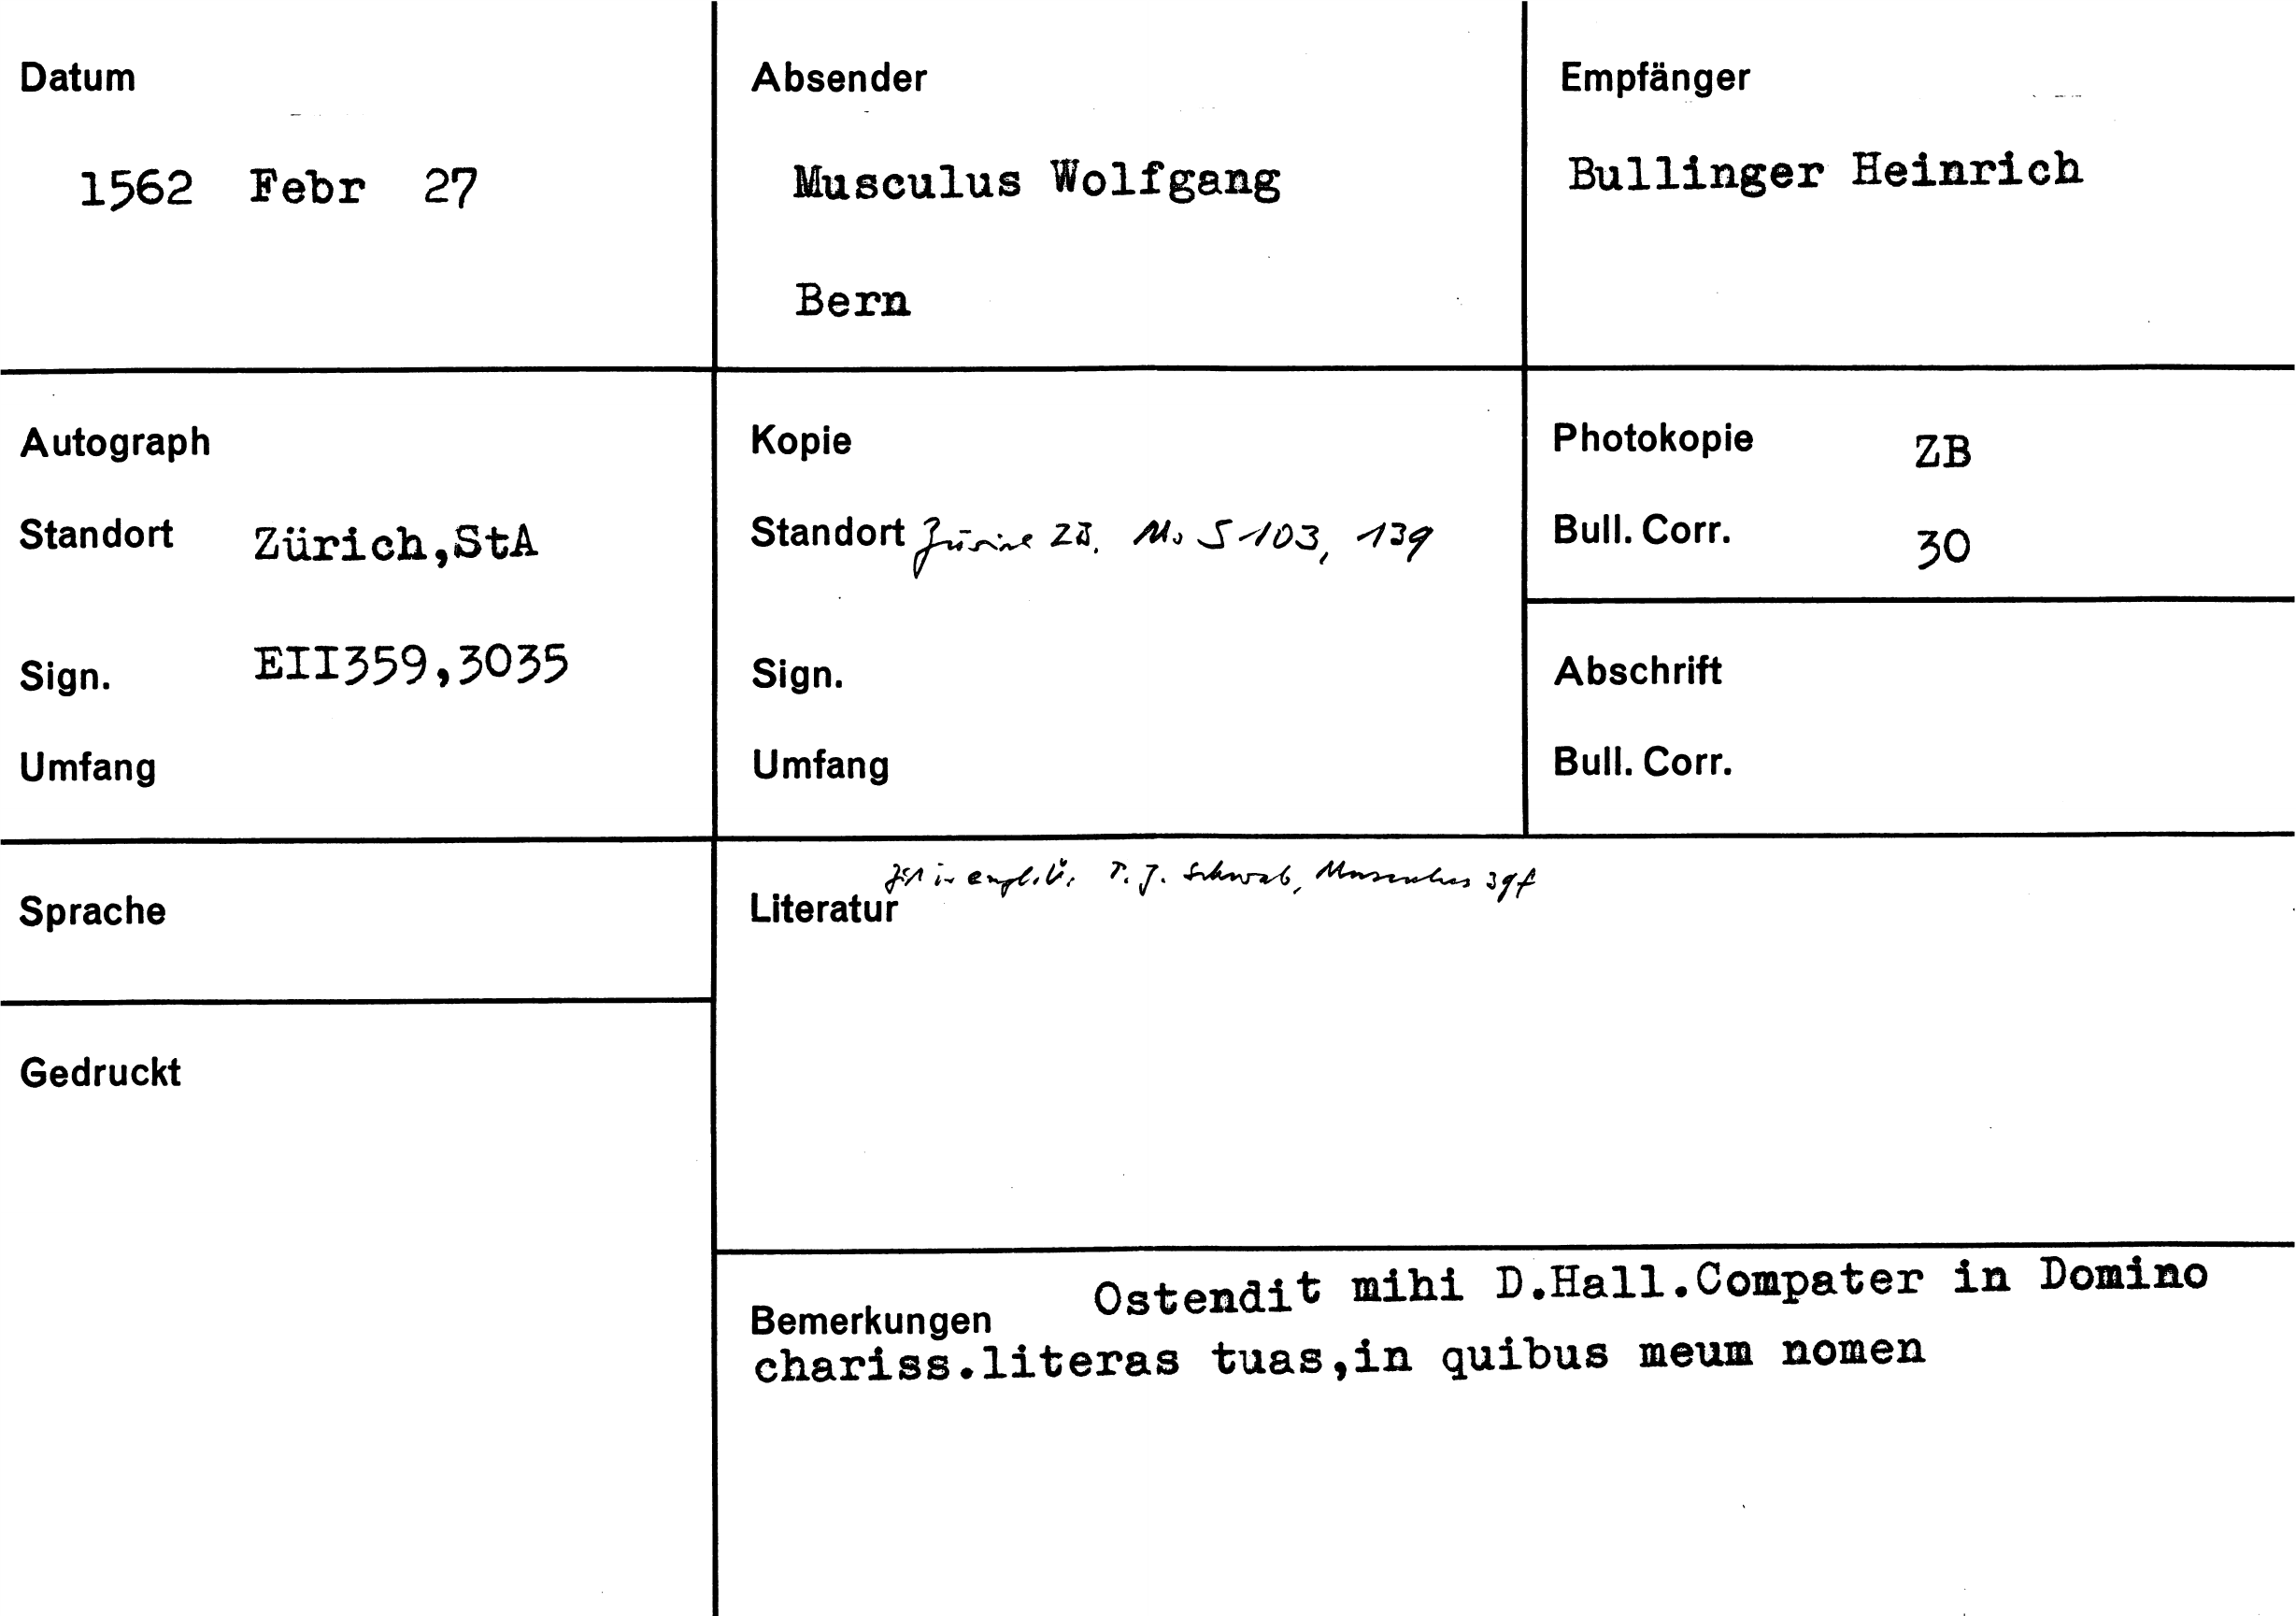 Datum
1562 Febr 27
Absender
Musculus Wolfgang
Bern
Empfänger
Bullinger Heinrich
Autograph
Standort Zürich,StA
Sign. EII359,3035
Umfang
Kopie
Standort Zürich ZB, Ms S 103, 139
Sign.
Umfang
Photokopie ZB
Bull. Corr. 30
Abschrift
Bull. Corr.
Sprache
Gedruckt
in engl. Ü. Schwab, Musculus 39f
Literatur
Bemerkungen Ostendit mihi D.Hall.Compater in Domino
chariss.literas tuas,in quibus meum nomen